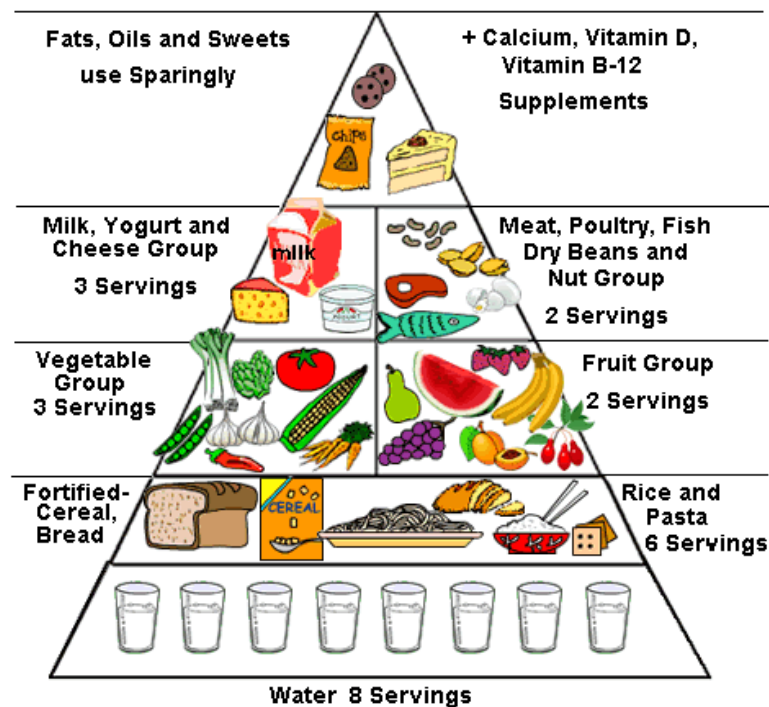 Fats, Oils and Sweets
use Sparingly
+ Calcium, Vitamin D,
Vitamin B-12
Supplements
Chips
Milk, Yogurt and
Cheese Group
3 Servings
milk
YOGURT
Meat, Poultry, Fish
Dry Beans and
Nut Group
2 Servings
Vegetable
Group
3 Servings
Fruit Group
2 Servings
Fortified-
Cereal,
Bread
CEREAL
Rice and
Pasta
6 Servings
Water 8 Servings